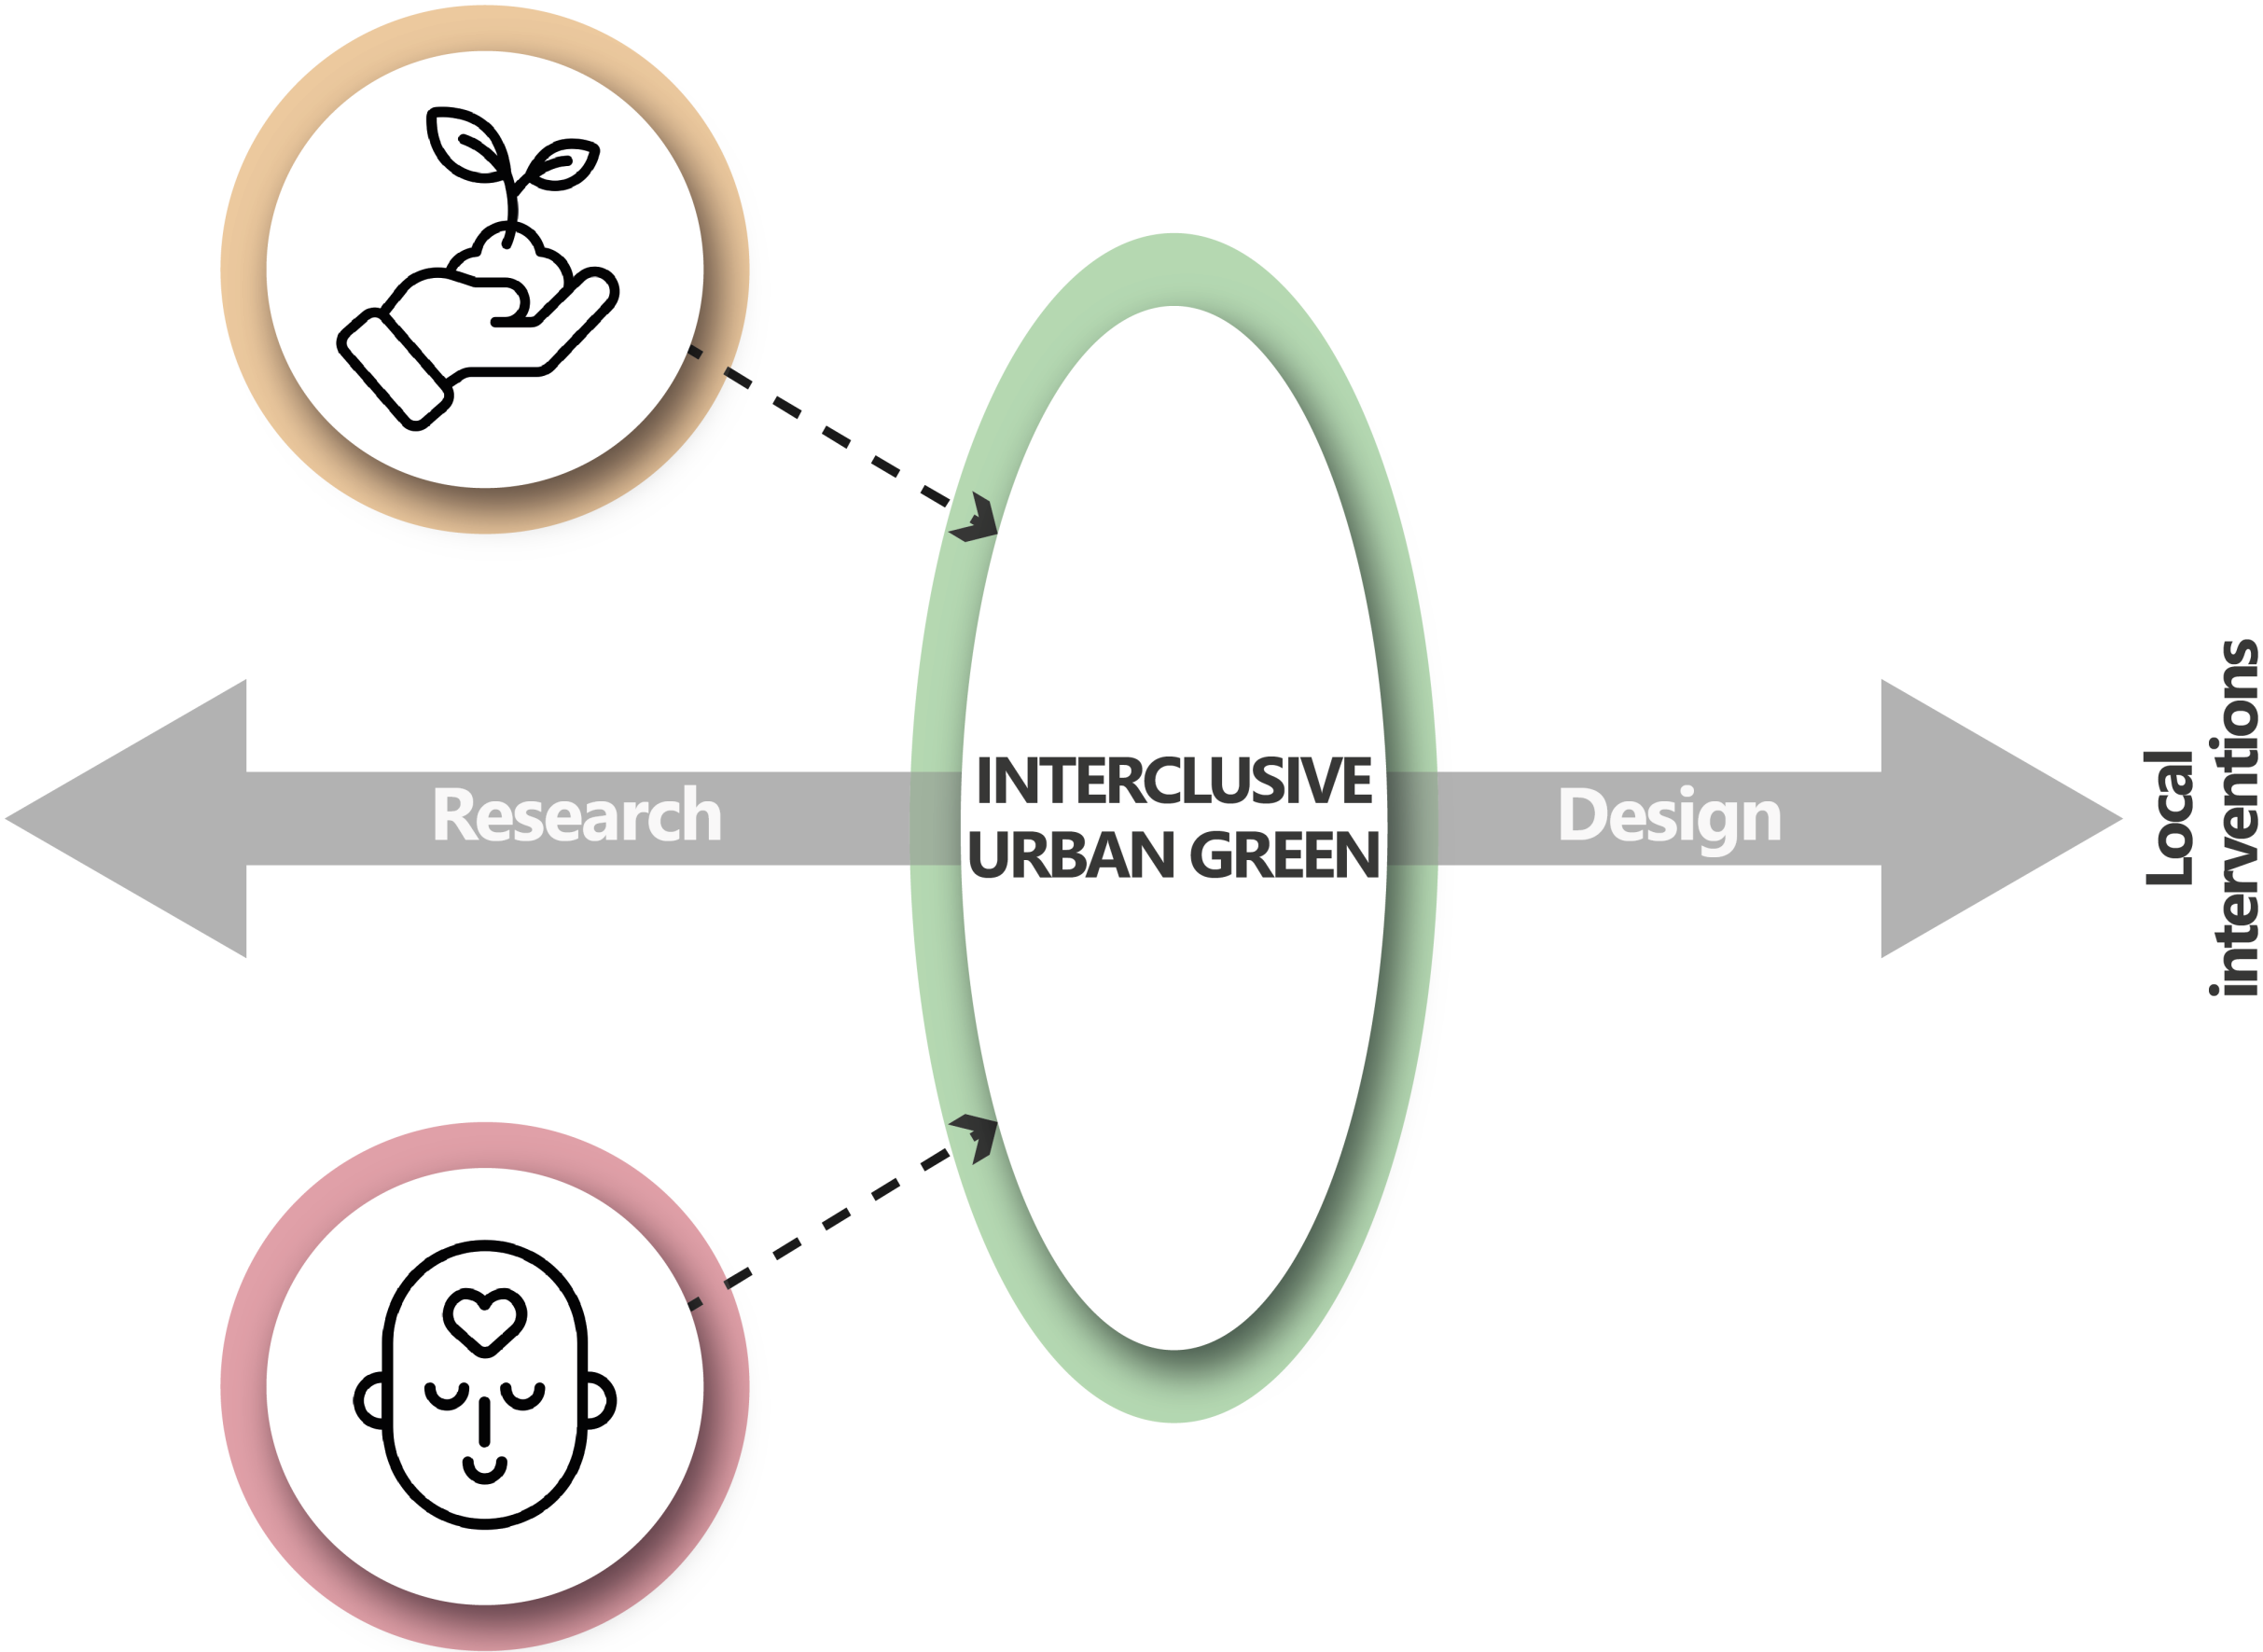 Research
INTERCLUSIVE
URBAN GREEN
Design
Local
interventions